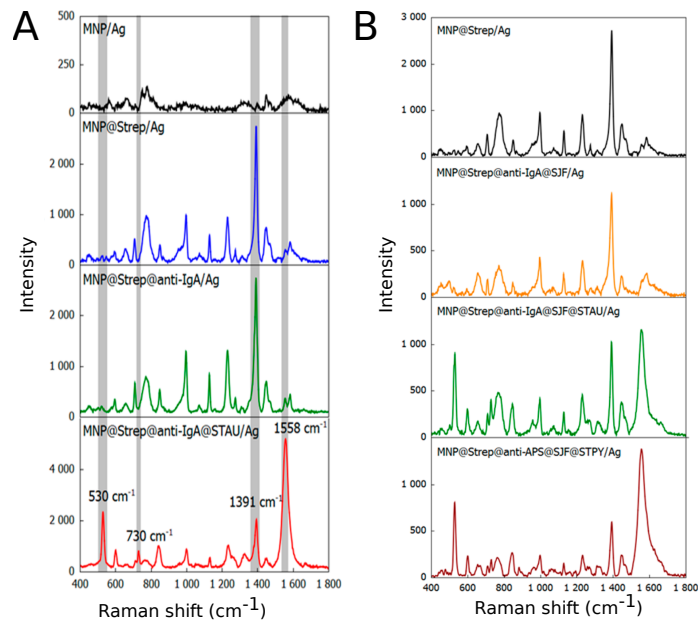 A
Intensity
500
250
0
MNP/Ag
2 000
1 000
0
MNP@Strep/Ag
2 000
1 000
0
MNP@Strep@anti-IgA/Ag
4 000
2 000
0
MNP@Strep@anti-IgA@STAU/Ag
530 cm-1
730 cm-1
1391 cm-1
1558 cm-1
400 600 800 1 000 1 200 1 400 1 600 1 800
Raman shift (cm-1)
B
Intensity
3 000
2 000
1 000
0
MNP@Strep/Ag
1 000
500
0
MNP@Strep@anti-IgA@SJF/Ag
1 000
500
0
MNP@Strep@anti-IgA@SJF@STAU/Ag
1 000
500
0
MNP@Strep@anti-APS@SJF@STPY/Ag
400 600 800 1 000 1 200 1 400 1 600 1 800
Raman shift (cm-1)